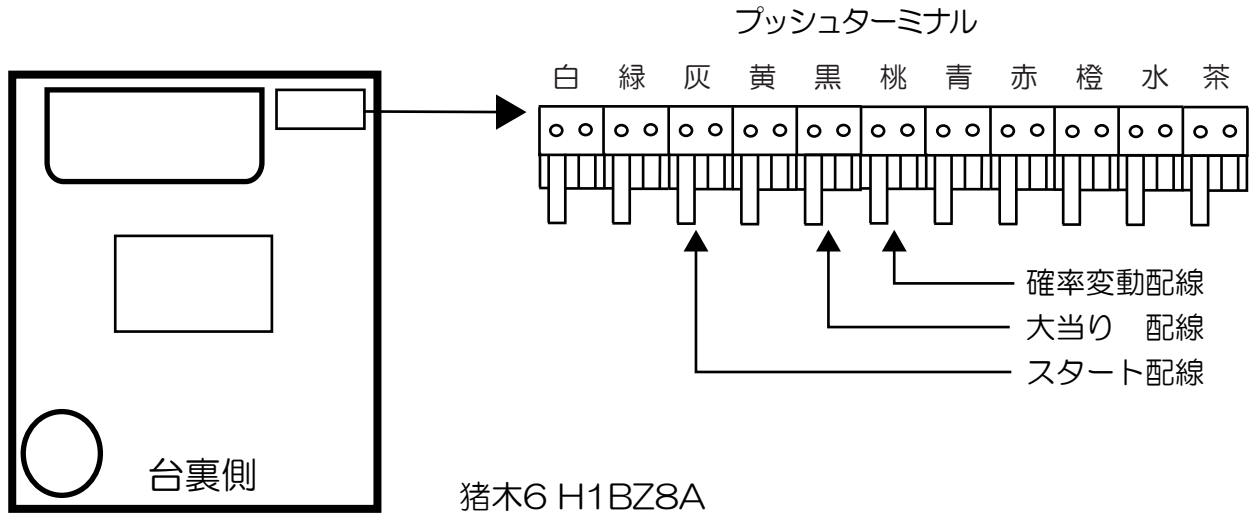 プッシュターミナル
白 緑 灰 黄 黒 桃 青 赤 橙 水 茶
確率変動配線
大当り　配線
スタート配線
台裏側
猪木6 H1BZ8A